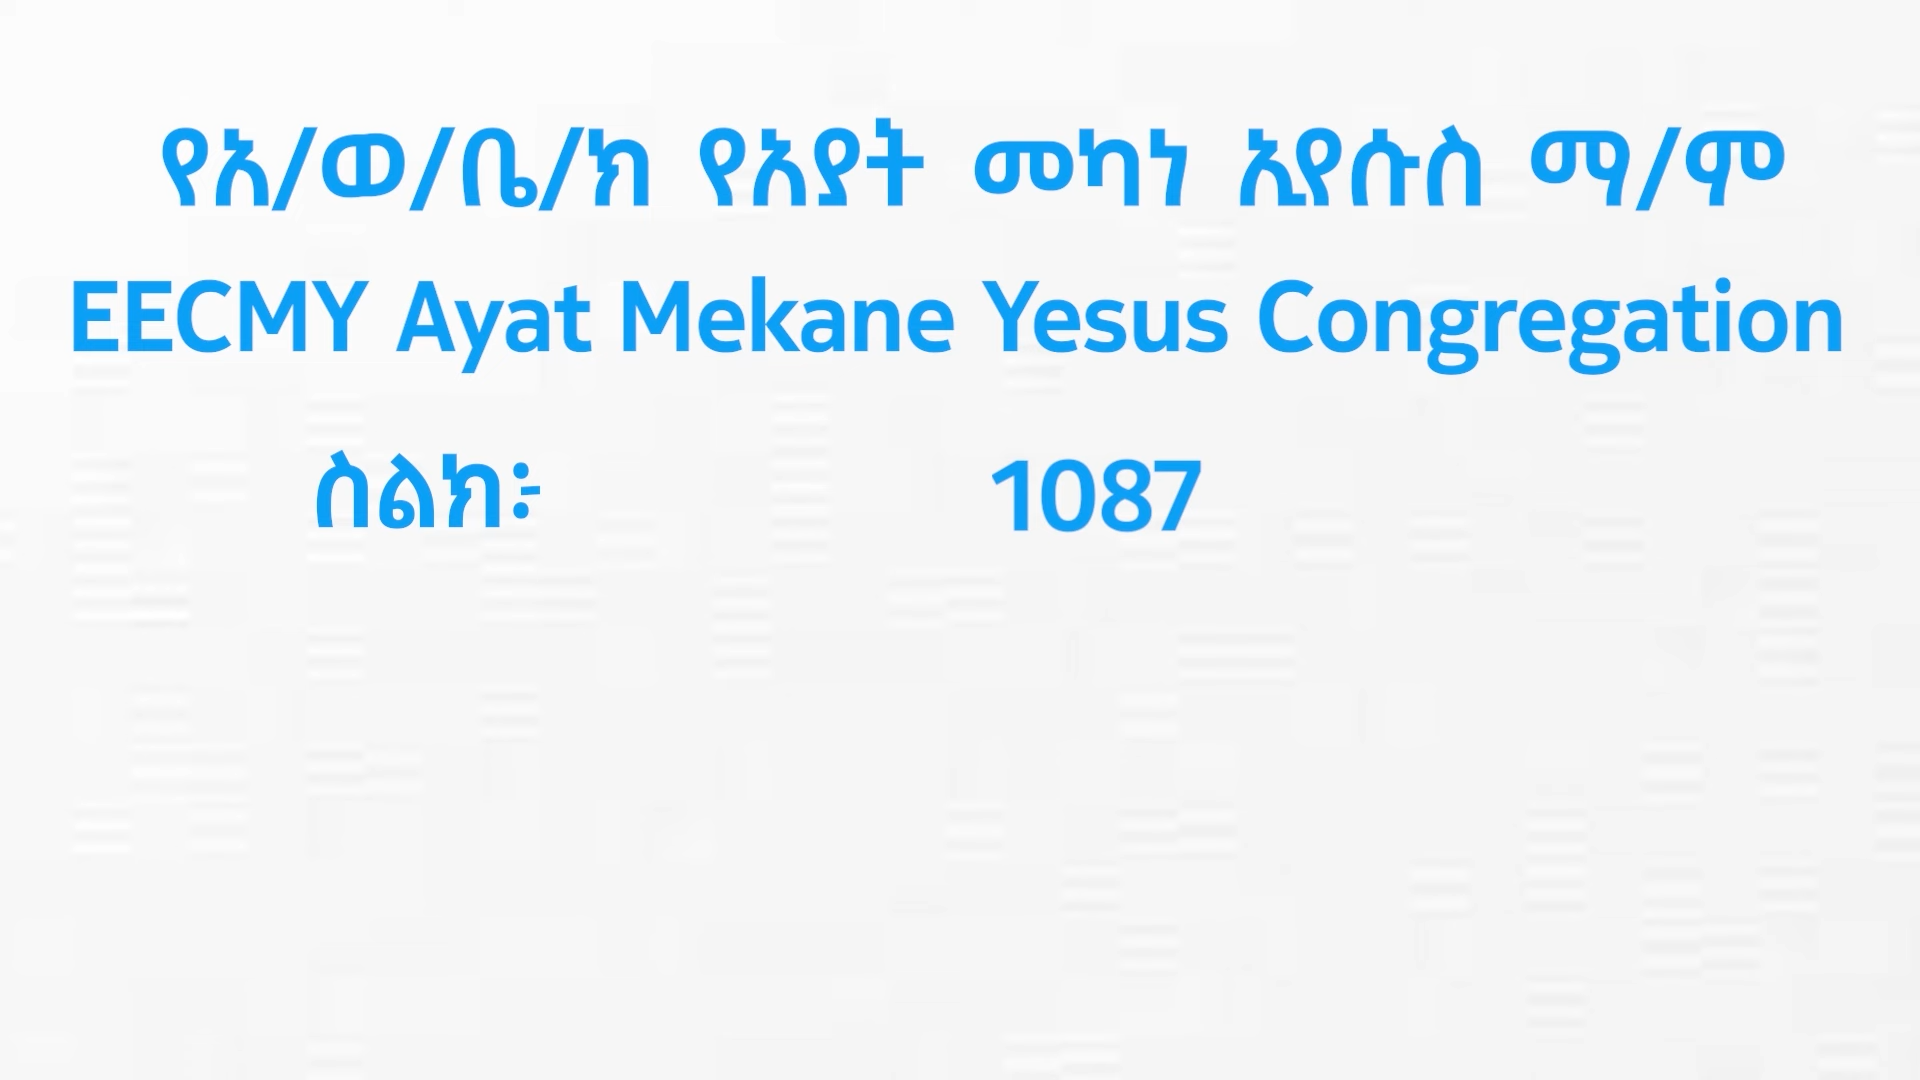 የአ/ወ/ቤ/ክ የአያት መካነ ኢየሱስ ማ/ም
EECMY Ayat Mekane Yesus Congregation
ስልክ፦ 1087